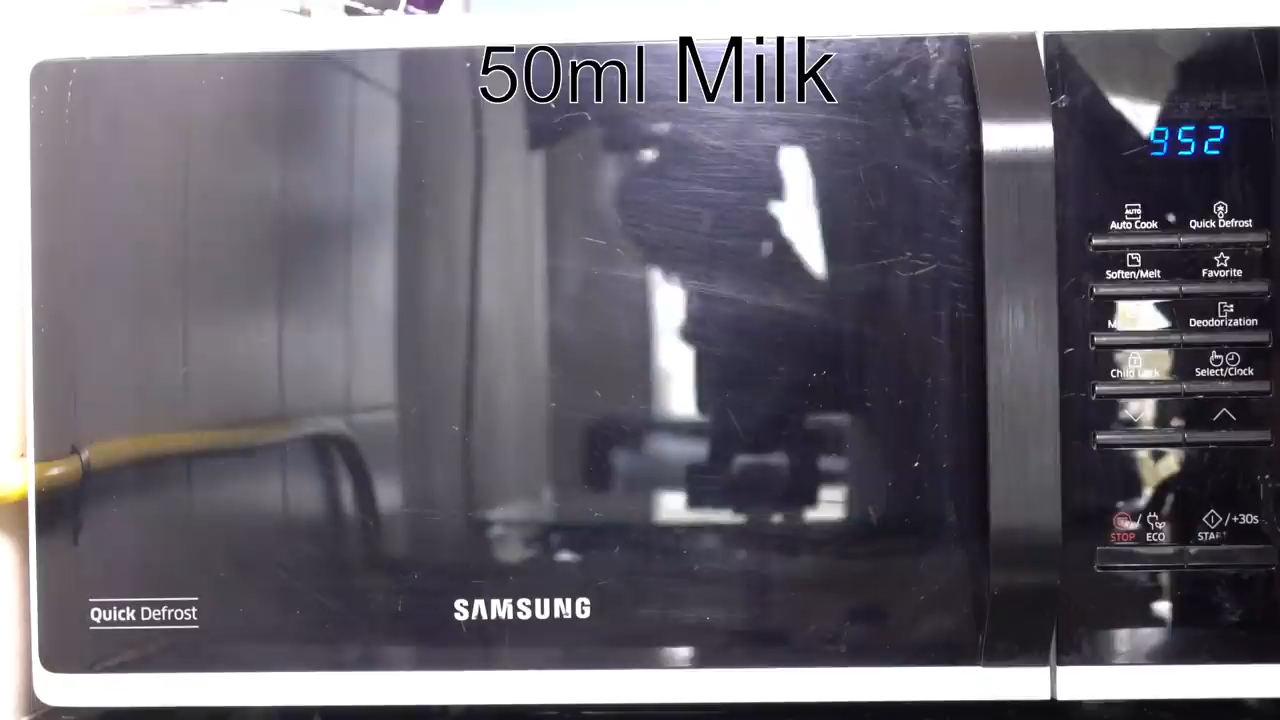 50ml Milk
952
Auto Cook
Quick Defrost
Soften/Melt
Favorite
Deodorization
Child Lock
Select/Clock
STOP / ECO
START / +30s
Quick Defrost
SAMSUNG